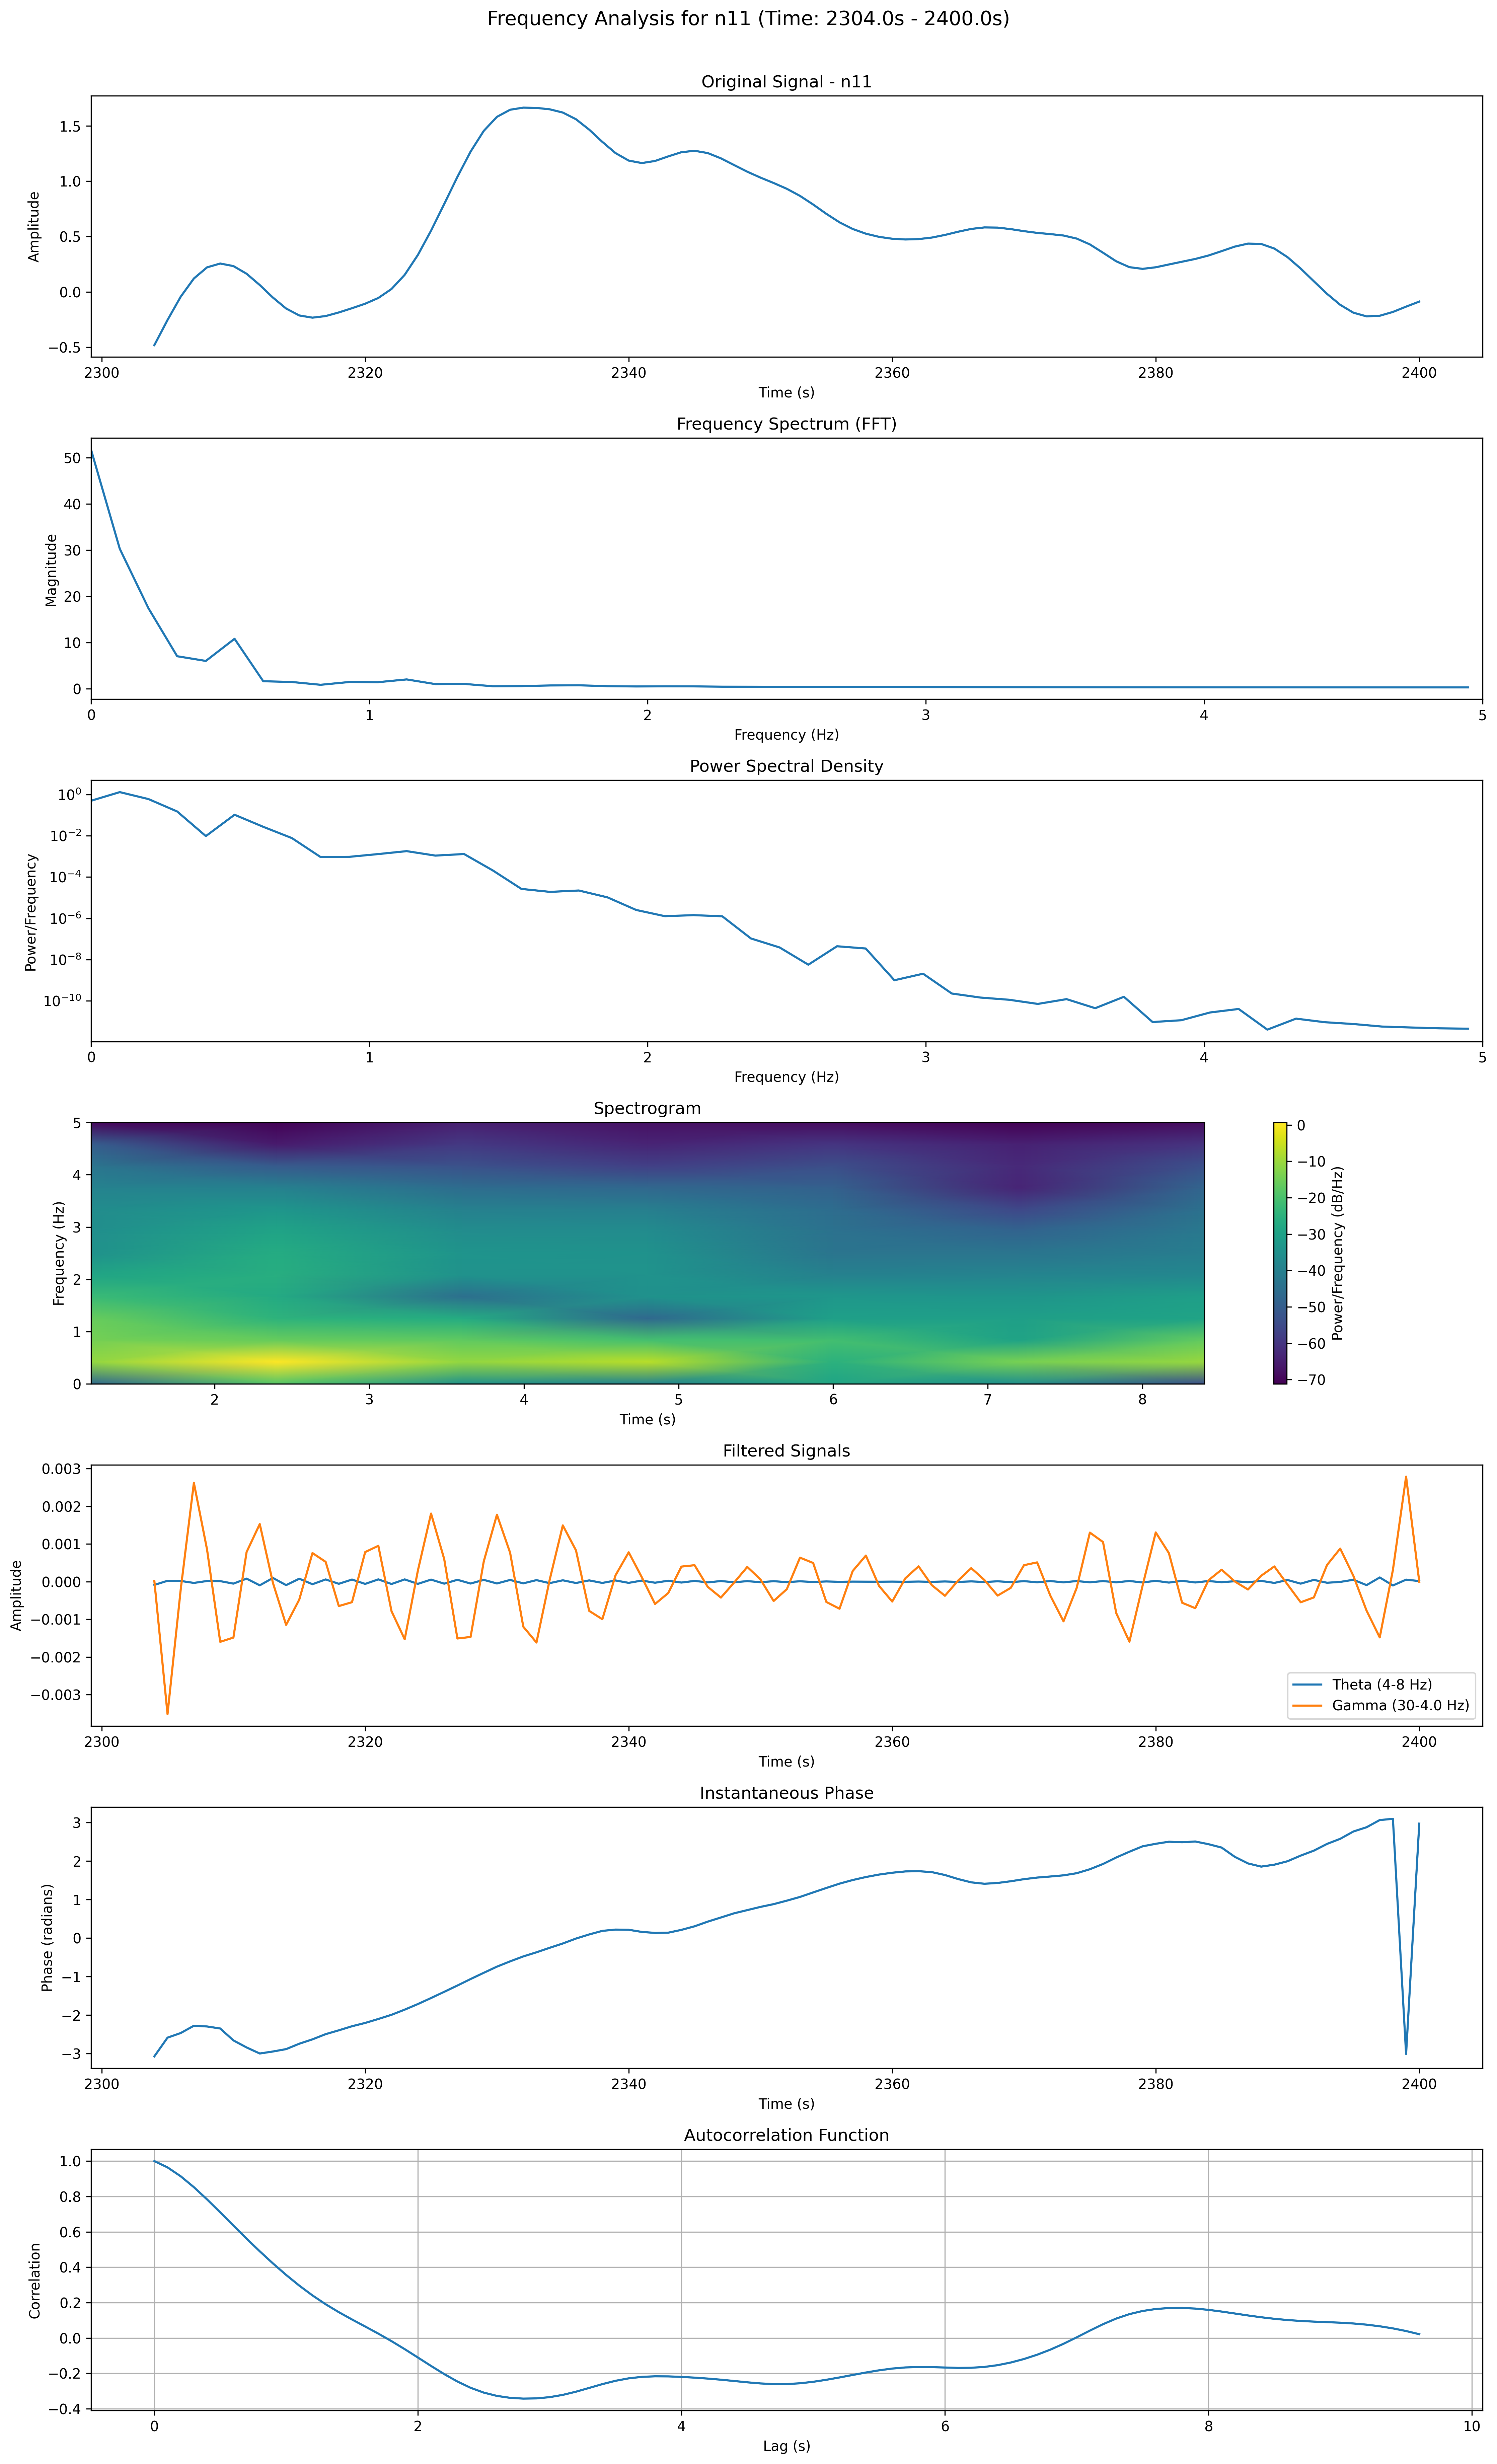 Frequency Analysis for n11 (Time: 2304.0s - 2400.0s)
Original Signal - n11
Amplitude
1.5
1.0
0.5
0.0
−0.5
2300 2320 2340 2360 2380 2400
Time (s)
Frequency Spectrum (FFT)
Magnitude
50
40
30
20
10
0
0 1 2 3 4 5
Frequency (Hz)
Power Spectral Density
Power/Frequency
10⁰
10⁻²
10⁻⁴
10⁻⁶
10⁻⁸
10⁻¹⁰
0 1 2 3 4 5
Frequency (Hz)
Spectrogram
Frequency (Hz)
5
4
3
2
1
0
2 3 4 5 6 7 8
Time (s)
0
−10
−20
−30
−40
−50
−60
−70
Power/Frequency (dB/Hz)
Filtered Signals
Amplitude
0.003
0.002
0.001
0.000
−0.001
−0.002
−0.003
Theta (4-8 Hz)
Gamma (30-4.0 Hz)
2300 2320 2340 2360 2380 2400
Time (s)
Instantaneous Phase
Phase (radians)
3
2
1
0
−1
−2
−3
2300 2320 2340 2360 2380 2400
Time (s)
Autocorrelation Function
Correlation
1.0
0.8
0.6
0.4
0.2
0.0
−0.2
−0.4
0 2 4 6 8 10
Lag (s)